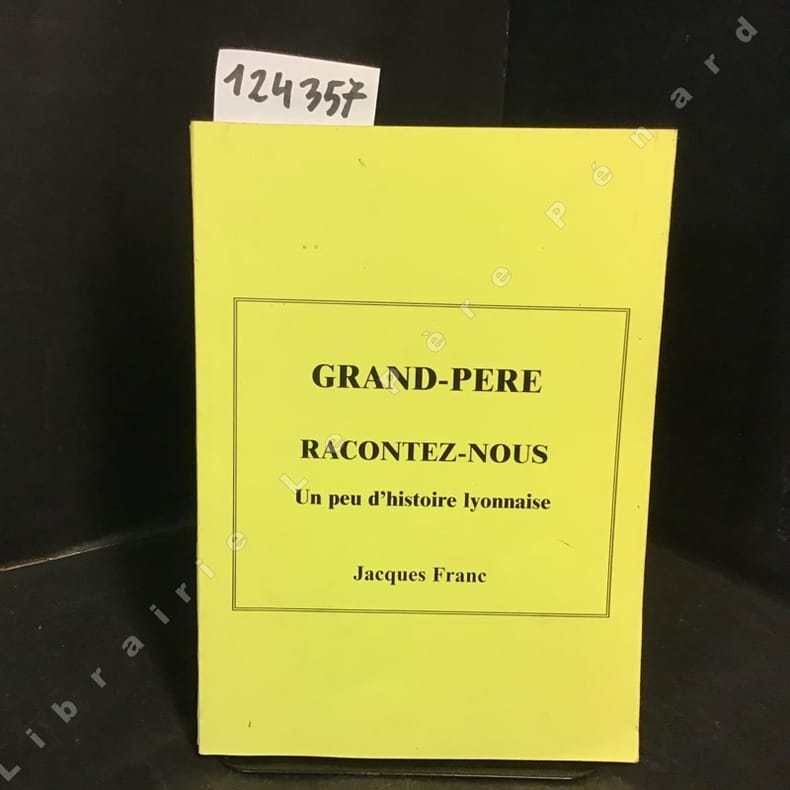 124357
GRAND-PERE
RACONTEZ-NOUS
Un peu d'histoire lyonnaise
Jacques Franc
Librairie Le Père Pénard